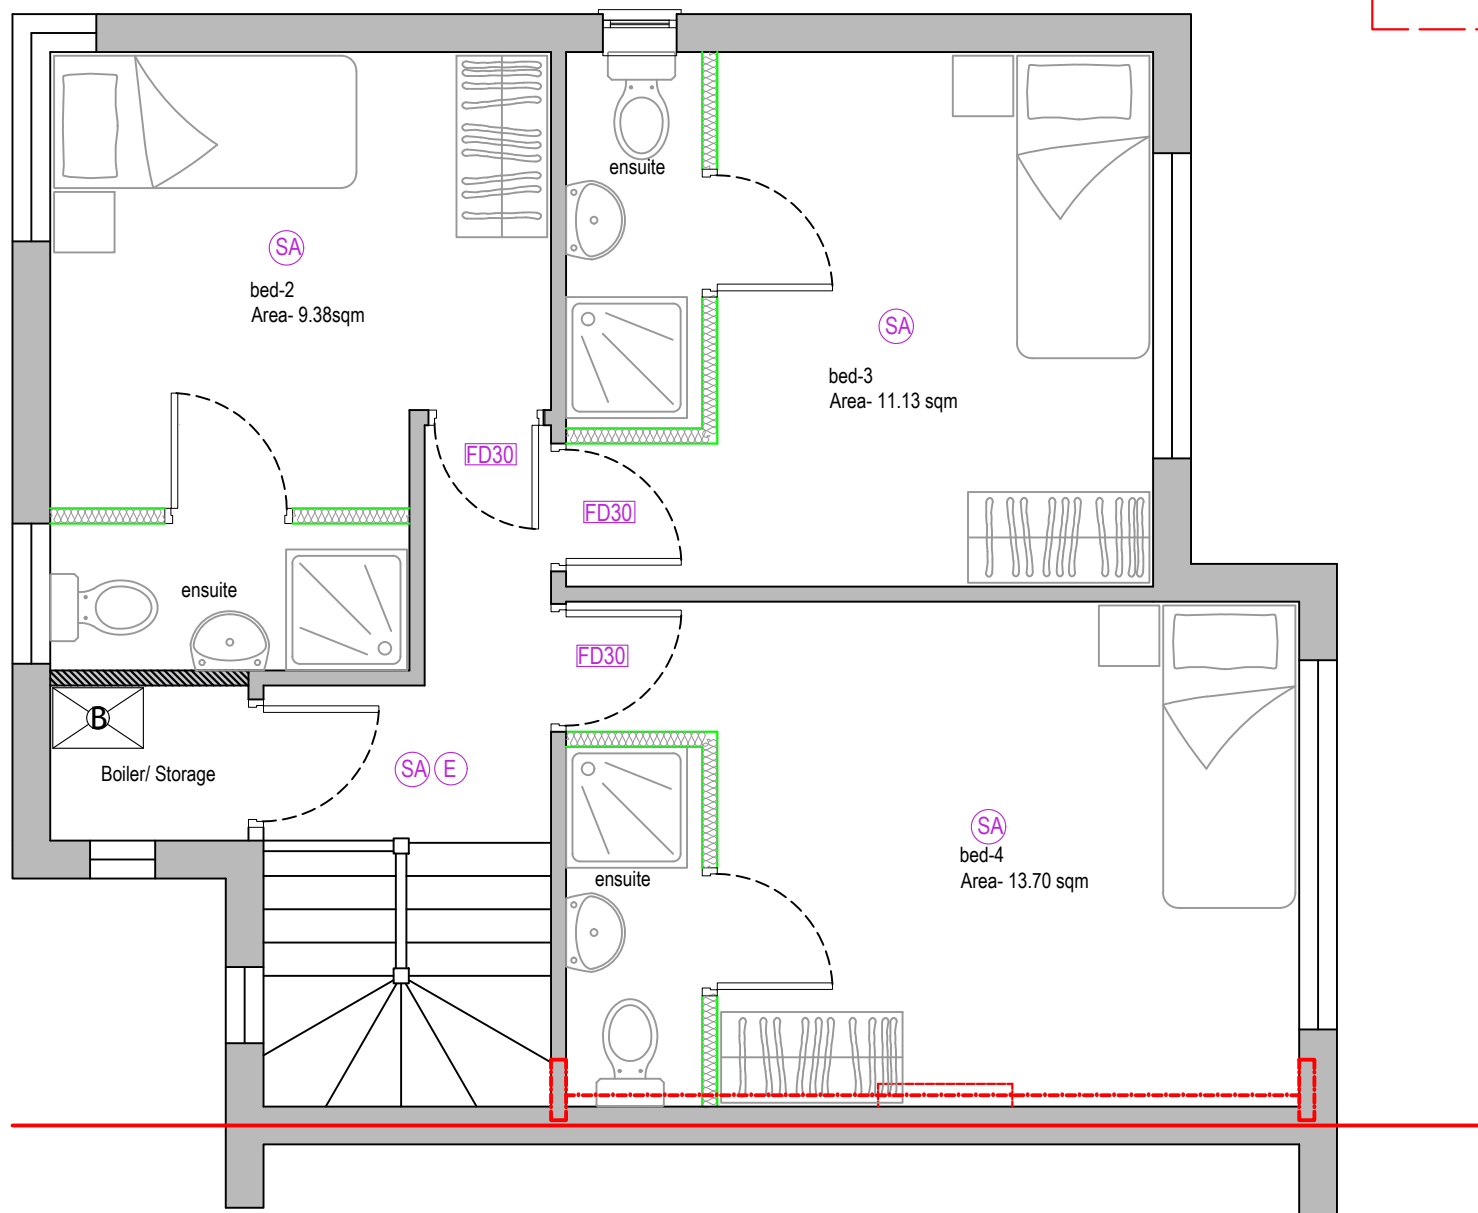 ensuite
SA
bed-2
Area- 9.38sqm
SA
bed-3
Area- 11.13 sqm
FD30
FD30
ensuite
FD30
B
Boiler/ Storage
SA E
SA
bed-4
Area- 13.70 sqm
ensuite